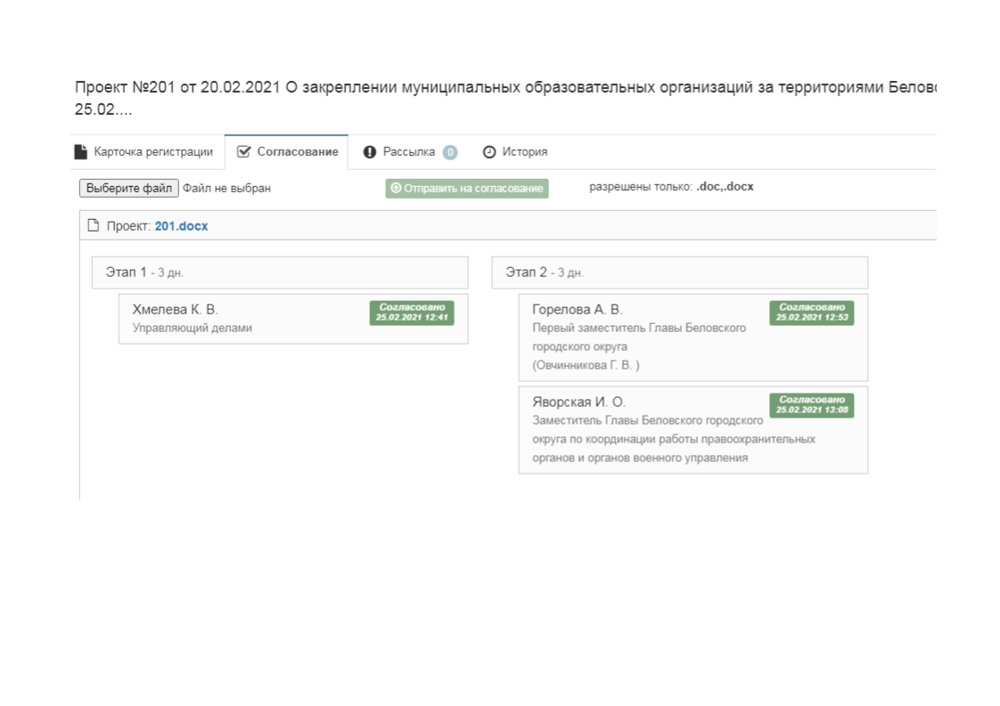 Проект №201 от 20.02.2021 О закреплении муниципальных образовательных организаций за территориями Белов
25.02....
Карточка регистрации Согласование Рассылка 0 История
Выберите файл Файл не выбран Отправить на согласование разрешены только: .doc,.docx
Проект: 201.docx
Этап 1 - 3 дн.
Хмелева К. В.
Управляющий делами
Согласовано
25.02.2021 12:41
Этап 2 - 3 дн.
Горелова А. В.
Первый заместитель Главы Беловского
городского округа
(Овчинникова Г. В. )
Согласовано
25.02.2021 12:53
Яворская И. О.
Заместитель Главы Беловского городского
округа по координации работы правоохранительных
органов и органов военного управления
Согласовано
25.02.2021 13:08